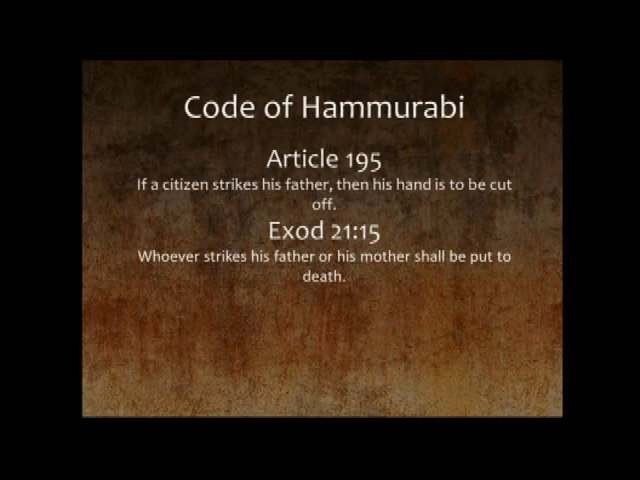 Code of Hammurabi
Article 195
If a citizen strikes his father, then his hand is to be cut
off.
Exod 21:15
Whoever strikes his father or his mother shall be put to
death.